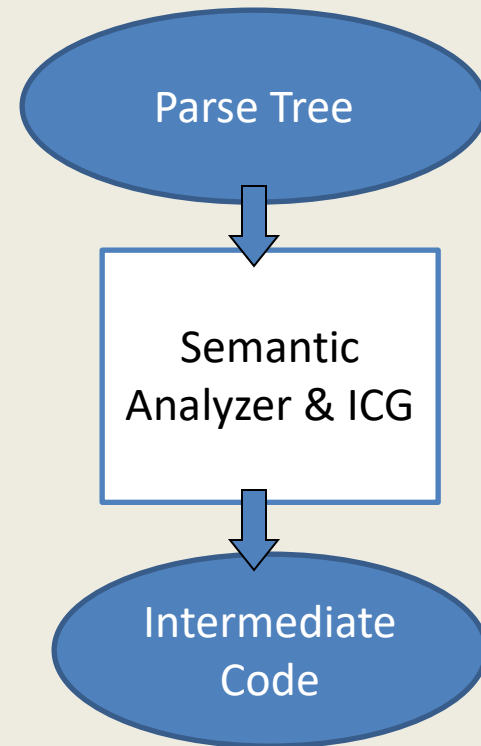 Parse Tree
Semantic
Analyzer & ICG
Intermediate
Code